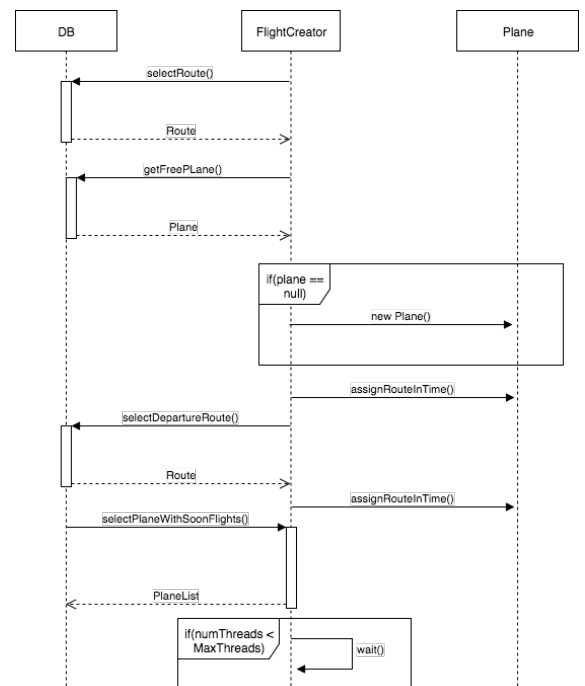 DB
FlightCreator
Plane
selectRoute()
Route
getFreePLane()
Plane
if(plane ==
null)
new Plane()
assignRouteInTime()
selectDepartureRoute()
Route
assignRouteInTime()
selectPlaneWithSoonFlights()
PlaneList
if(numThreads <
MaxThreads)
wait()